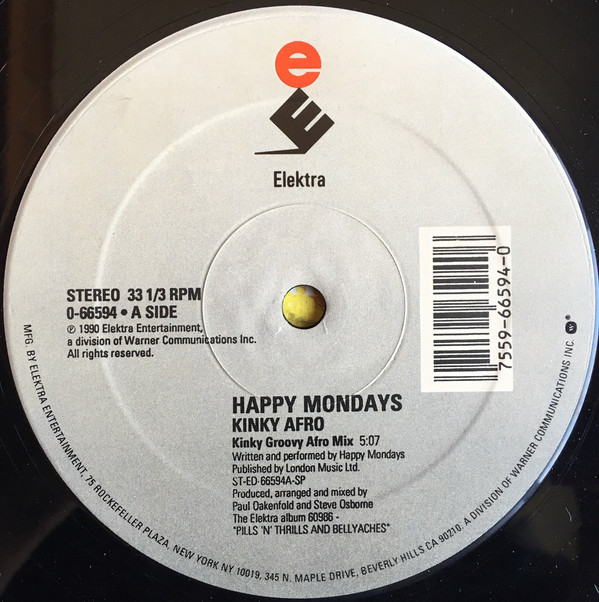 e
E
Elektra
STEREO 33 1/3 RPM
0-66594 • A SIDE
℗ 1990 Elektra Entertainment,
a division of Warner Communications Inc.
All rights reserved.
7559-66594-0
HAPPY MONDAYS
KINKY AFRO
Kinky Groovy Afro Mix 5:07
Written and performed by Happy Mondays
Published by London Music Ltd.
ST-ED-66594A-SP
Produced, arranged and mixed by
Paul Oakenfold and Steve Osborne
The Elektra album 60986 -
"PILLS 'N' THRILLS AND BELLYACHES"
MFG. BY ELEKTRA ENTERTAINMENT, 75 ROCKEFELLER PLAZA, NEW YORK NY 10019, 345 N. MAPLE DRIVE, BEVERLY HILLS CA 90210. A DIVISION OF WARNER COMMUNICATIONS INC. W ®